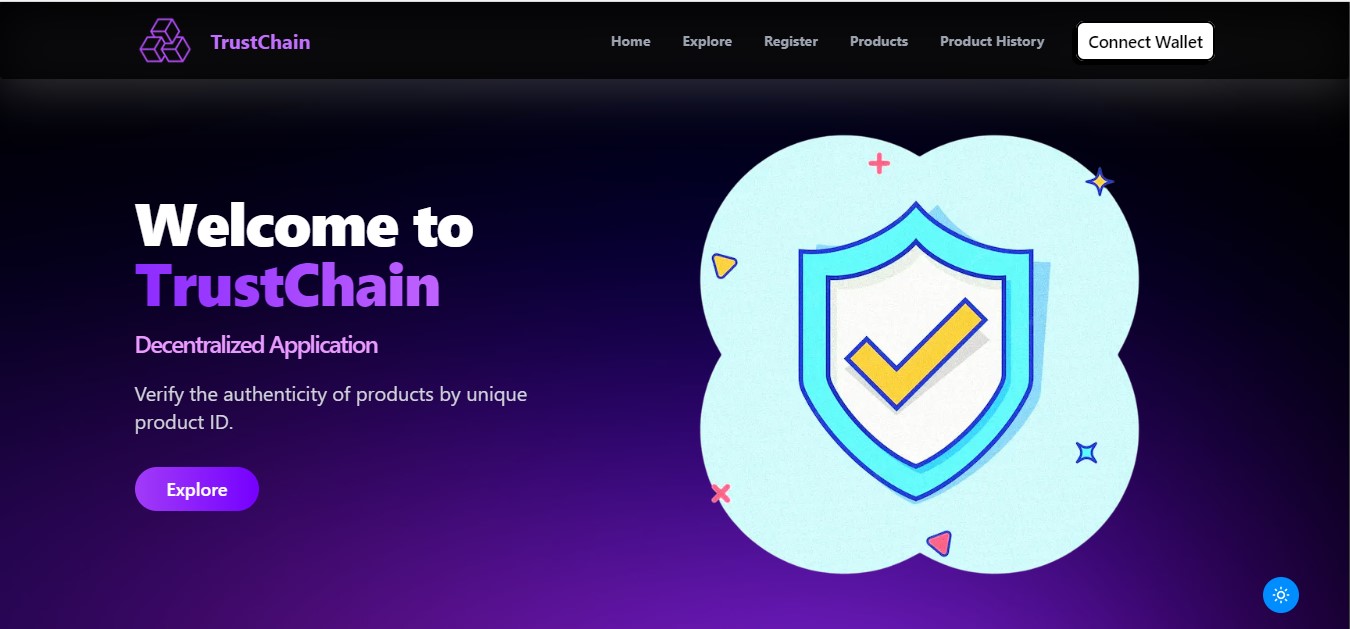 TrustChain
Home
Explore
Register
Products
Product History
Connect Wallet
Welcome to
TrustChain
Decentralized Application
Verify the authenticity of products by unique
product ID.
Explore